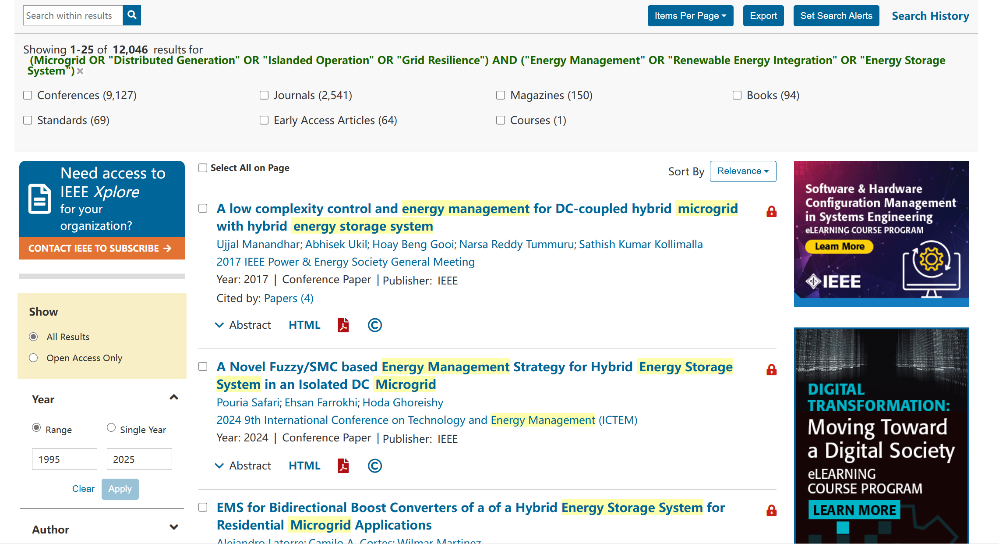 Search within results
Items Per Page
Export
Set Search Alerts
Search History
Showing 1-25 of 12,046 results for
(Microgrid OR "Distributed Generation" OR "Islanded Operation" OR "Grid Resilience") AND ("Energy Management" OR "Renewable Energy Integration" OR "Energy Storage
System")
Conferences (9,127)
Journals (2,541)
Magazines (150)
Books (94)
Standards (69)
Early Access Articles (64)
Courses (1)
Need access to
IEEE Xplore
for your
organization?
CONTACT IEEE TO SUBSCRIBE
Show
All Results
Open Access Only
Year
Range
Single Year
1995
2025
Clear
Apply
Author
Select All on Page
Sort By
Relevance
A low complexity control and energy management for DC-coupled hybrid microgrid
with hybrid energy storage system
Ujjal Manandhar; Abhisek Ukil; Hoay Beng Gooi; Narsa Reddy Tummuru; Sathish Kumar Kollimalla
2017 IEEE Power & Energy Society General Meeting
Year: 2017 | Conference Paper | Publisher: IEEE
Cited by: Papers (4)
Abstract HTML ©
A Novel Fuzzy/SMC based Energy Management Strategy for Hybrid Energy Storage
System in an Isolated DC Microgrid
Pouria Safari; Ehsan Farrokhi; Hoda Ghoreishy
2024 9th International Conference on Technology and Energy Management (ICTEM)
Year: 2024 | Conference Paper | Publisher: IEEE
Abstract HTML ©
EMS for Bidirectional Boost Converters of a of a Hybrid Energy Storage System for
Residential Microgrid Applications
Alejandro Latorre; Camilo A. Cortes; Wilmar Martinez
Software & Hardware
Configuration Management
in Systems Engineering
eLEARNING COURSE PROGRAM
Learn More
IEEE
DIGITAL
TRANSFORMATION:
Moving Toward
a Digital Society
eLEARNING
COURSE PROGRAM
LEARN MORE